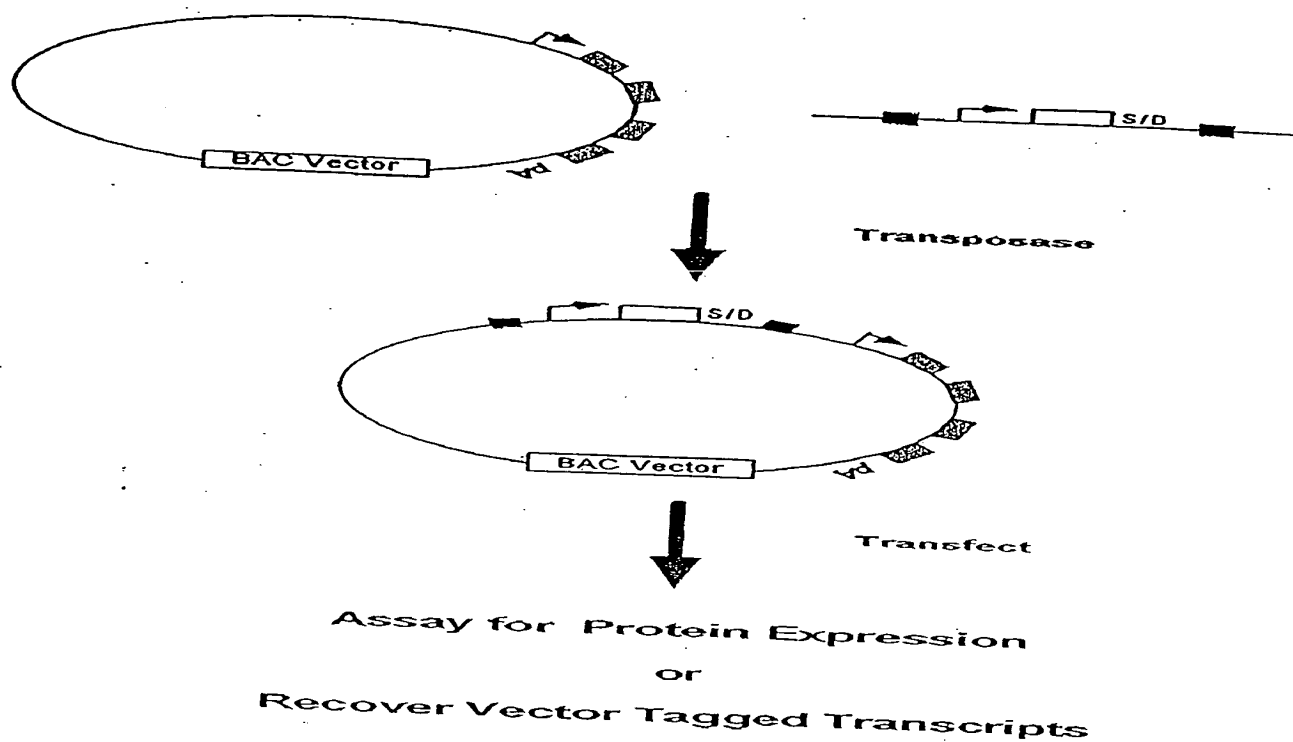 S/D
BAC Vector
pA
Transposase
S/D
BAC Vector
pA
Transfect
Assay for Protein Expression
or
Recover Vector Tagged Transcripts